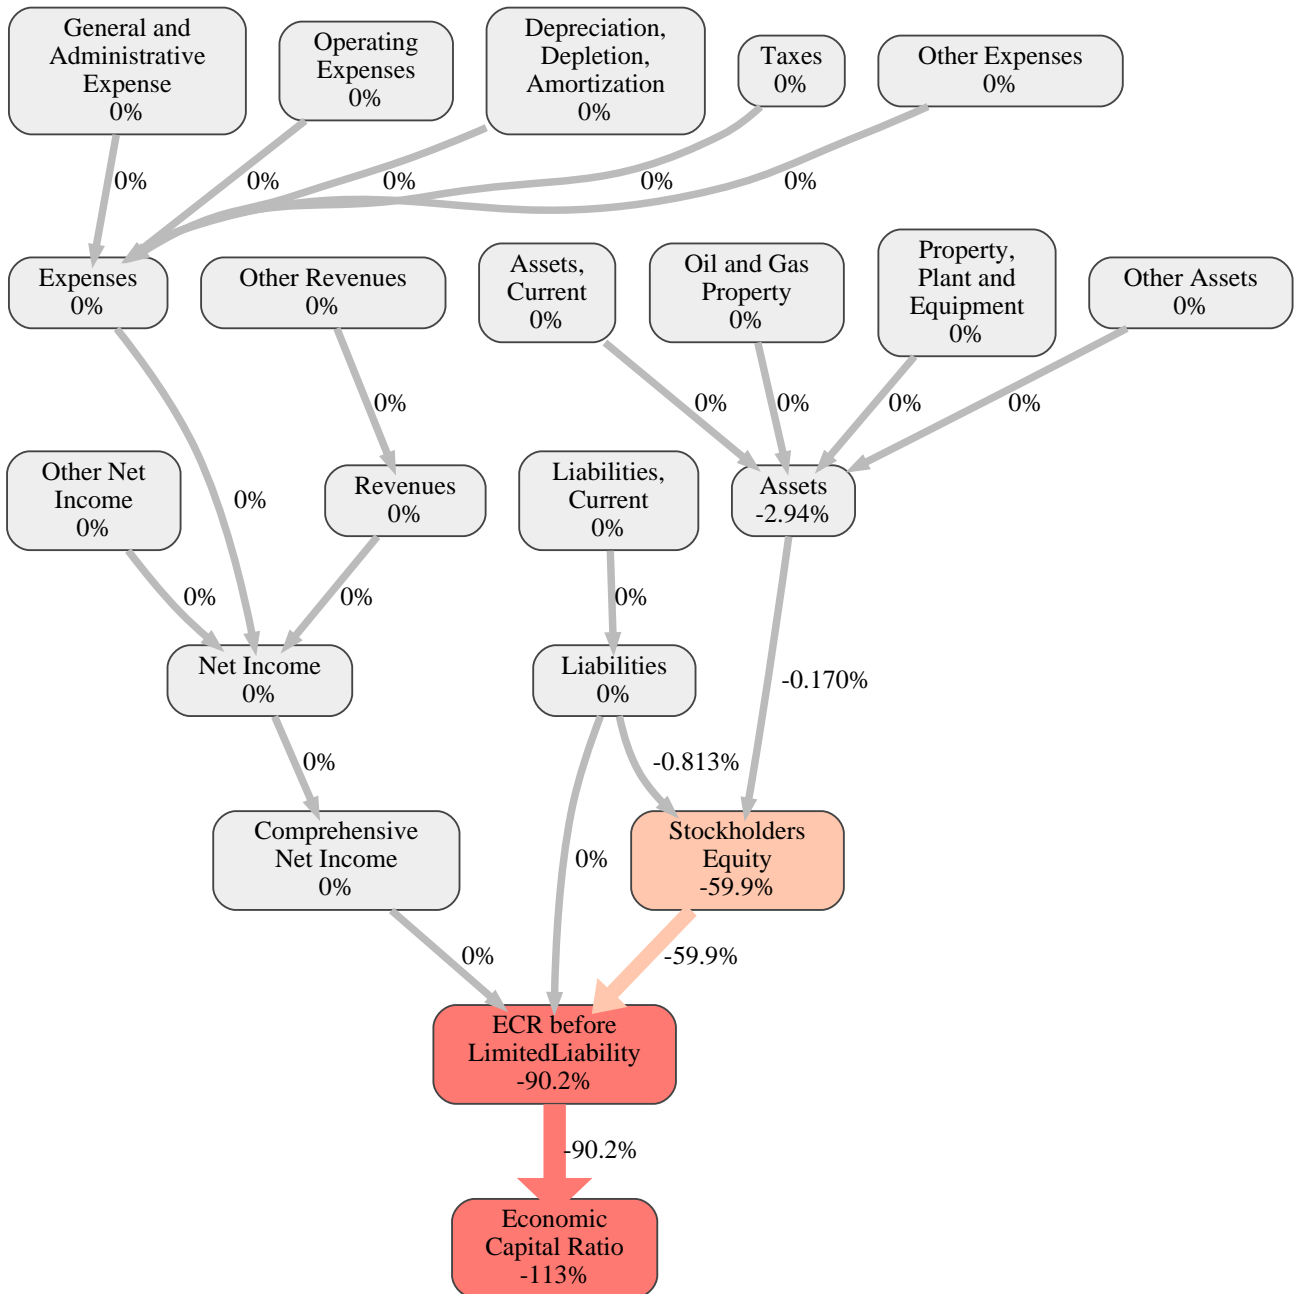 General and
Administrative
Expense
0%
Operating
Expenses
0%
Depreciation,
Depletion,
Amortization
0%
Taxes
0%
Other Expenses
0%
0%
0%
0%
0%
0%
Expenses
0%
Other Revenues
0%
Assets,
Current
0%
Oil and Gas
Property
0%
Property,
Plant and
Equipment
0%
Other Assets
0%
0%
0%
0%
0%
0%
Other Net
Income
0%
0%
Revenues
0%
Liabilities,
Current
0%
Assets
-2.94%
0%
0%
0%
Net Income
0%
Liabilities
0%
-0.170%
0%
-0.813%
Comprehensive
Net Income
0%
0%
Stockholders
Equity
-59.9%
0%
-59.9%
ECR before
LimitedLiability
-90.2%
-90.2%
Economic
Capital Ratio
-113%